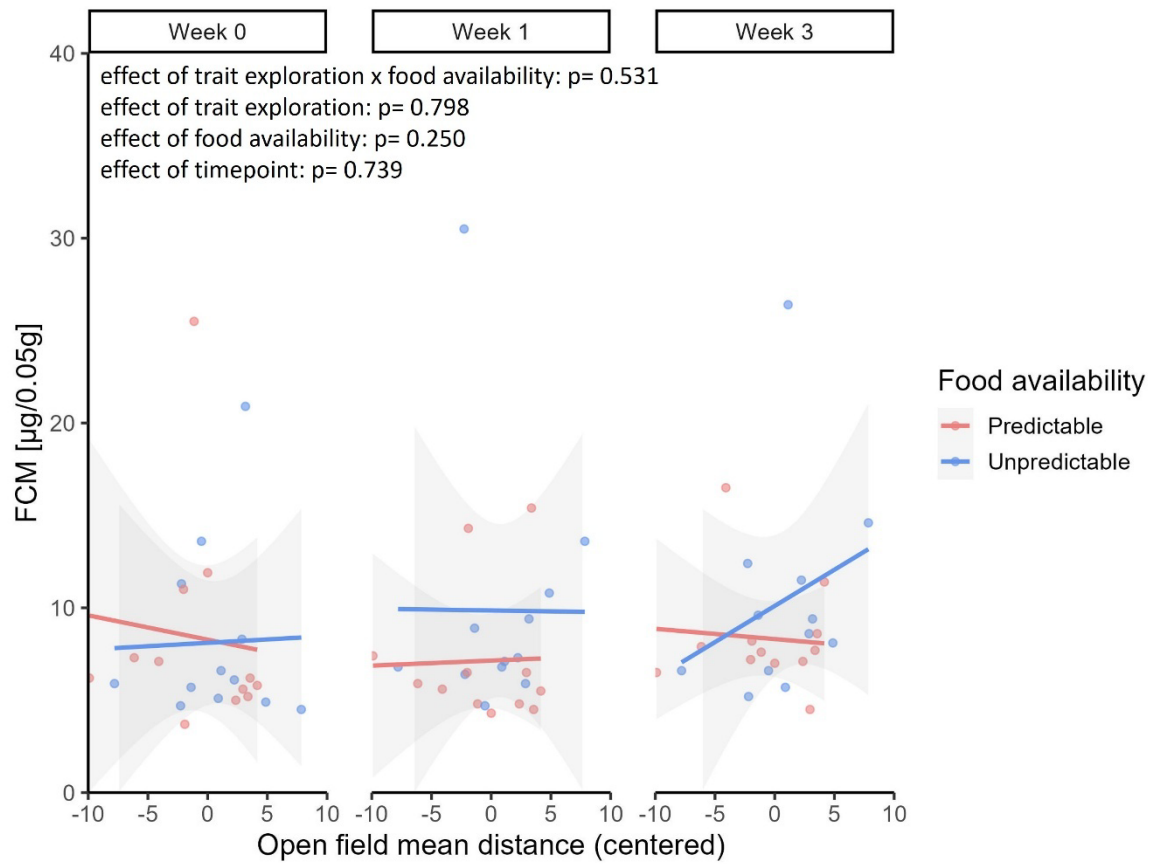 Week 0
Week 1
Week 3
effect of trait exploration x food availability: p= 0.531
effect of trait exploration: p= 0.798
effect of food availability: p= 0.250
effect of timepoint: p= 0.739
40
30
20
10
0
FCM [µg/0.05g]
-10 -5 0 5 10
-10 -5 0 5 10
-10 -5 0 5 10
Open field mean distance (centered)
Food availability
Predictable
Unpredictable